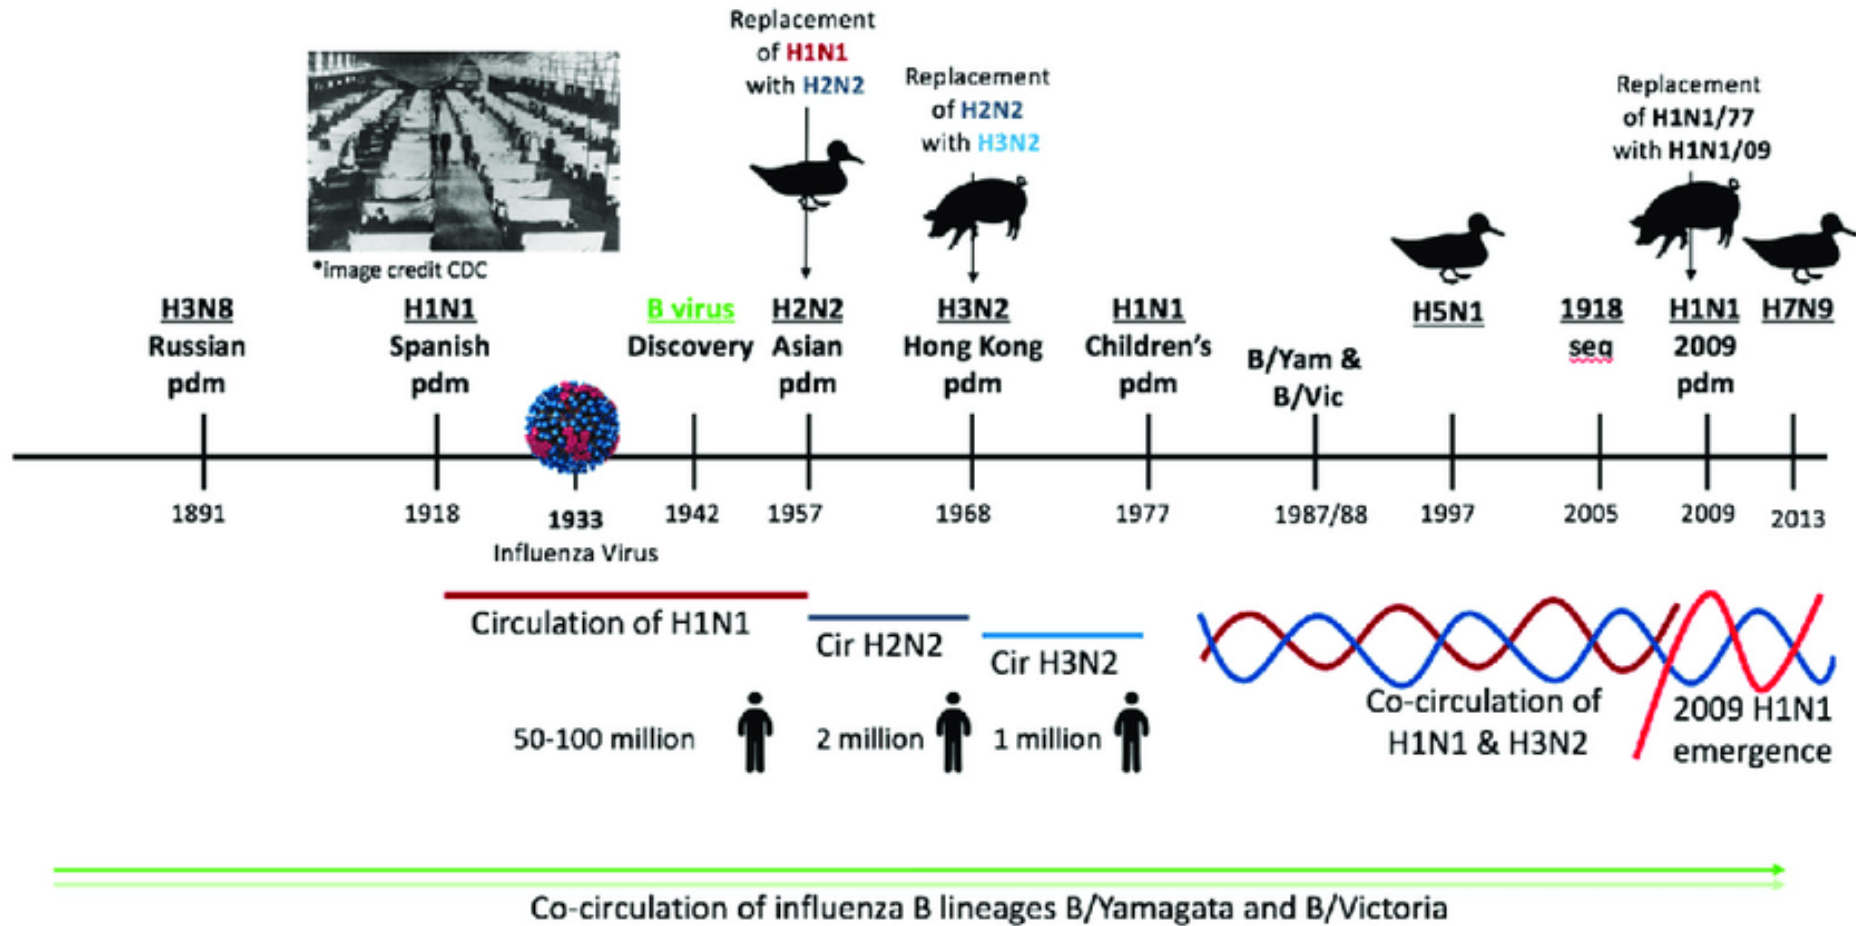 Replacement
of H1N1
with H2N2
Replacement
of H2N2
with H3N2
Replacement
of H1N1/77
with H1N1/09
*image credit CDC
H3N8
Russian
pdm
H1N1
Spanish
pdm
B virus
Discovery
H2N2
Asian
pdm
H3N2
Hong Kong
pdm
H1N1
Children's
pdm
B/Yam &
B/Vic
H5N1
1918
seq
H1N1
2009
pdm
H7N9
1891
1918
1933
Influenza Virus
1942
1957
1968
1977
1987/88
1997
2005
2009
2013
Circulation of H1N1
Cir H2N2
Cir H3N2
Co-circulation of
H1N1 & H3N2
2009 H1N1
emergence
50-100 million
2 million
1 million
Co-circulation of influenza B lineages B/Yamagata and B/Victoria